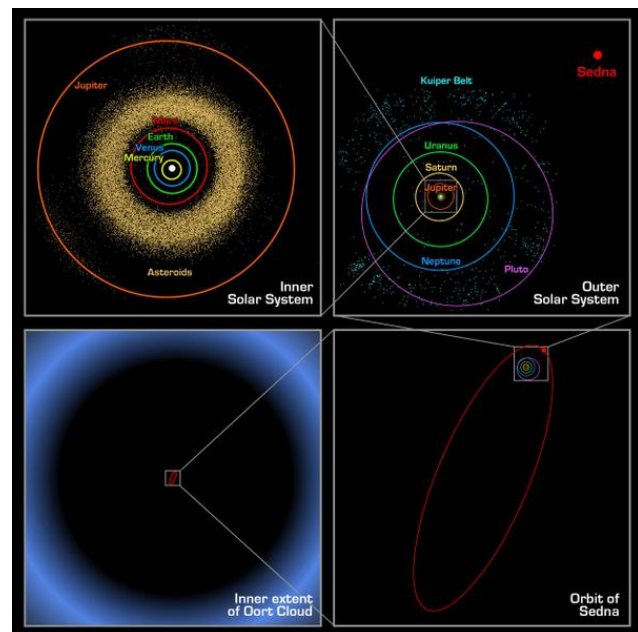 Jupiter
Mars
Earth
Venus
Mercury
Asteroids
Inner
Solar System
Sedna
Kuiper Belt
Uranus
Saturn
Jupiter
Neptune
Pluto
Outer
Solar System
Inner extent
of Oort Cloud
Orbit of
Sedna